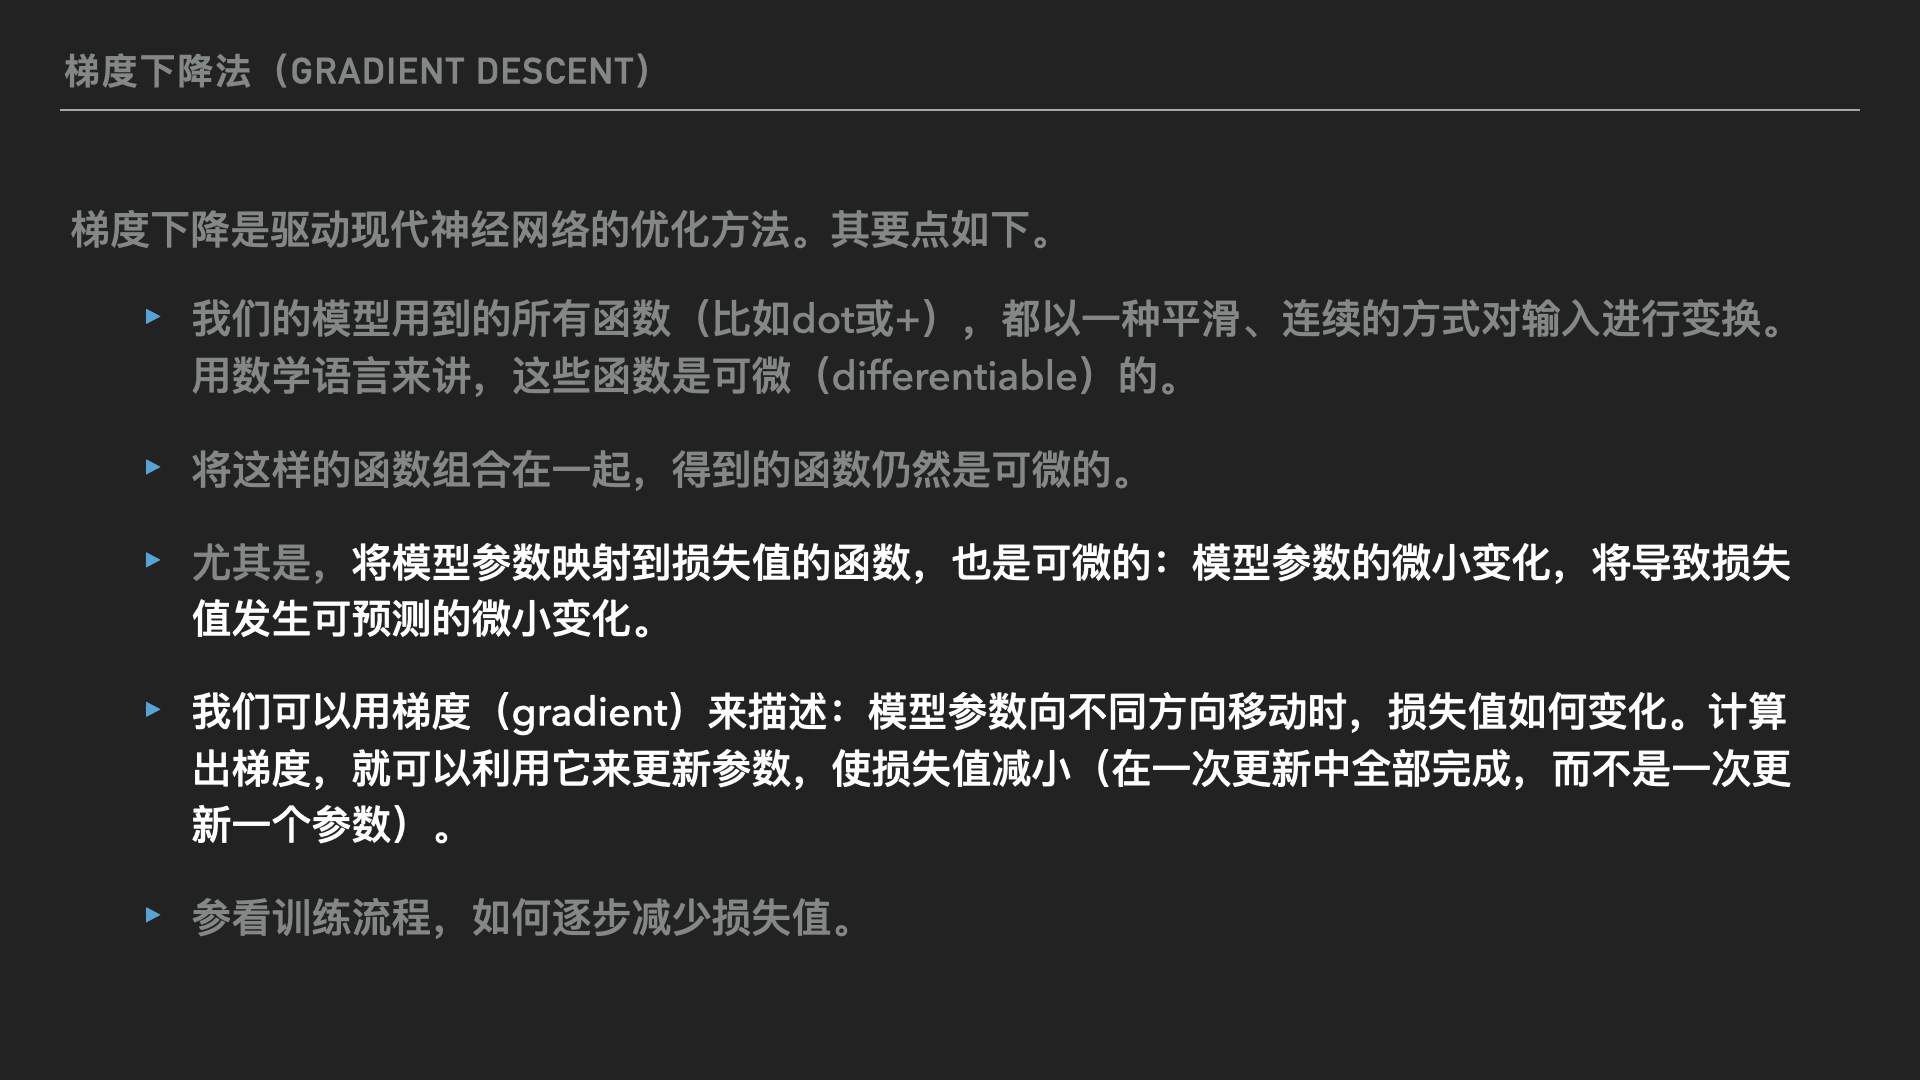 梯度下降法（GRADIENT DESCENT）
梯度下降是驱动现代神经网络的优化方法。其要点如下。
▸ 我们的模型用到的所有函数（比如dot或+），都以一种平滑、连续的方式对输入进行变换。
用数学语言来讲，这些函数是可微（differentiable）的。
▸ 将这样的函数组合在一起，得到的函数仍然是可微的。
▸ 尤其是，将模型参数映射到损失值的函数，也是可微的：模型参数的微小变化，将导致损失
值发生可预测的微小变化。
▸ 我们可以用梯度（gradient）来描述：模型参数向不同方向移动时，损失值如何变化。计算
出梯度，就可以利用它来更新参数，使损失值减小（在一次更新中全部完成，而不是一次更
新一个参数）。
▸ 参看训练流程，如何逐步减少损失值。